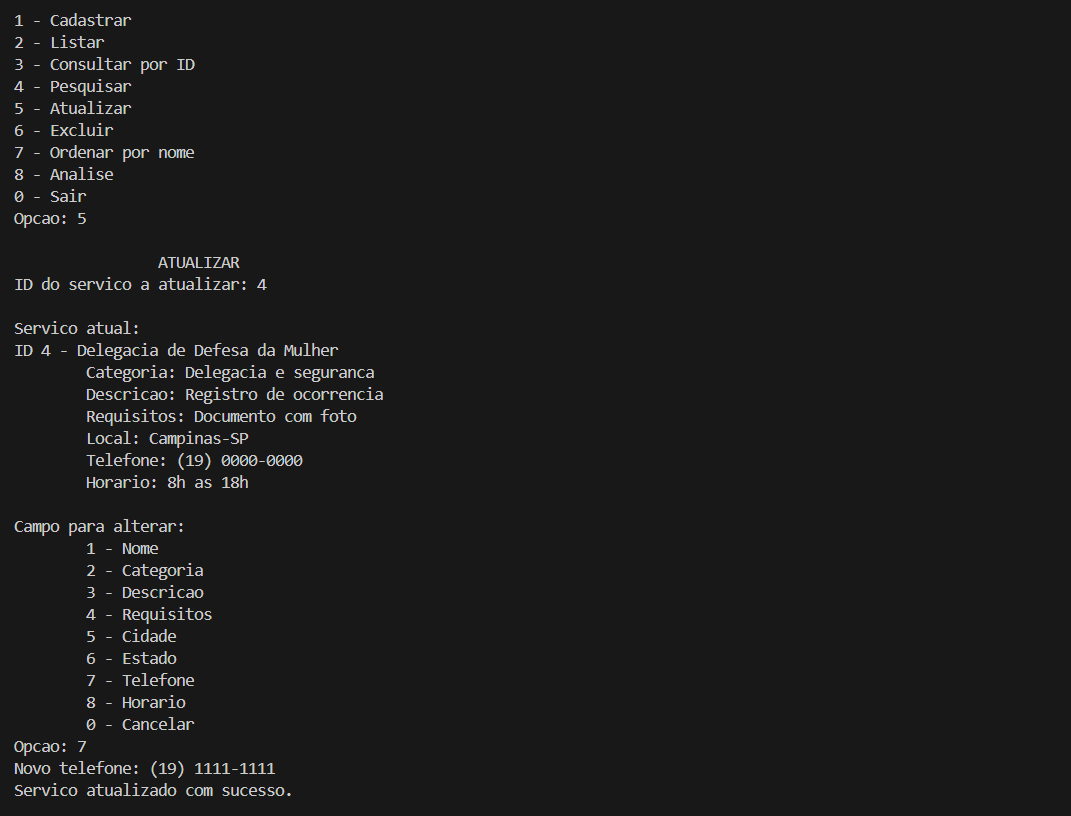 1 - Cadastrar
2 - Listar
3 - Consultar por ID
4 - Pesquisar
5 - Atualizar
6 - Excluir
7 - Ordenar por nome
8 - Analise
0 - Sair
Opcao: 5
ATUALIZAR
ID do servico a atualizar: 4
Servico atual:
ID 4 - Delegacia de Defesa da Mulher
Categoria: Delegacia e seguranca
Descricao: Registro de ocorrencia
Requisitos: Documento com foto
Local: Campinas-SP
Telefone: (19) 0000-0000
Horario: 8h as 18h
Campo para alterar:
1 - Nome
2 - Categoria
3 - Descricao
4 - Requisitos
5 - Cidade
6 - Estado
7 - Telefone
8 - Horario
0 - Cancelar
Opcao: 7
Novo telefone: (19) 1111-1111
Servico atualizado com sucesso.